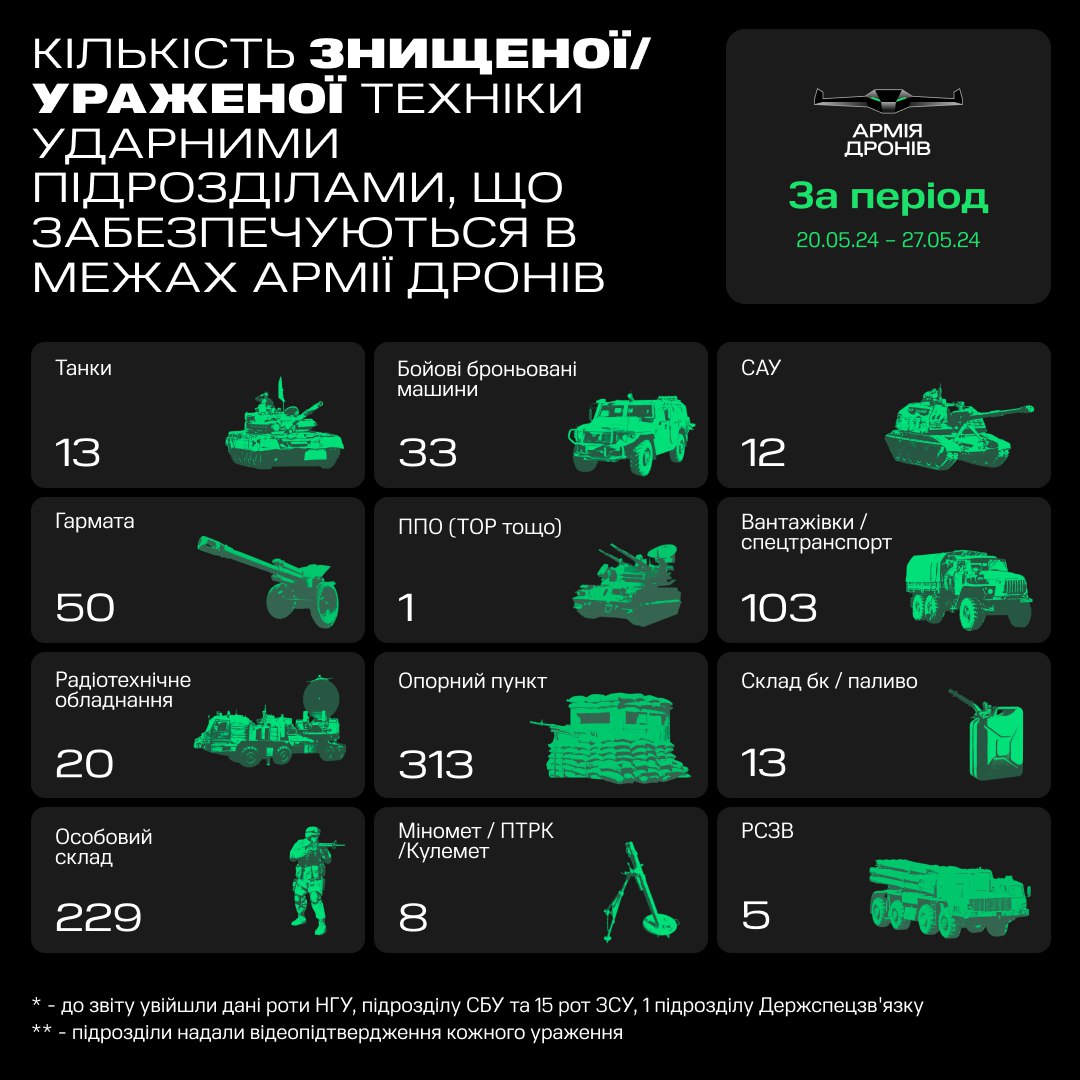 КІЛЬКІСТЬ ЗНИЩЕНОЇ/
УРАЖЕНОЇ ТЕХНІКИ
УДАРНИМИ
ПІДРОЗДІЛАМИ, ЩО
ЗАБЕЗПЕЧУЮТЬСЯ В
МЕЖАХ АРМІЇ ДРОНІВ
АРМІЯ
ДРОНІВ
За період
20.05.24 – 27.05.24
Танки
13
Бойові броньовані
машини
33
САУ
12
Гармата
50
ППО (ТОР тощо)
1
Вантажівки /
спецтранспорт
103
Радіотехнічне
обладнання
20
Опорний пункт
313
Склад бк / паливо
13
Особовий
склад
229
Міномет / ПТРК
/Кулемет
8
РСЗВ
5
* - до звіту увійшли дані роти НГУ, підрозділу СБУ та 15 рот ЗСУ, 1 підрозділу Держспецзв'язку
** - підрозділи надали відеопідтвердження кожного ураження